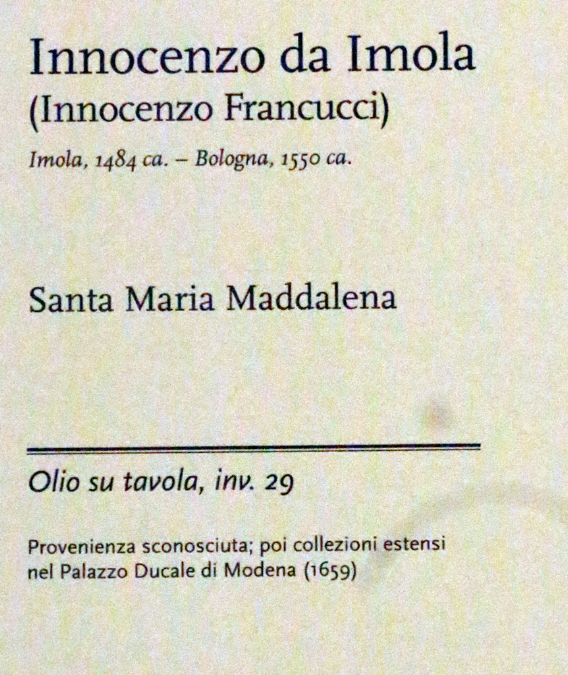 Innocenzo da Imola
(Innocenzo Francucci)
Imola, 1484 ca. – Bologna, 1550 ca.
Santa Maria Maddalena
Olio su tavola, inv. 29
Provenienza sconosciuta; poi collezioni estensi
nel Palazzo Ducale di Modena (1659)